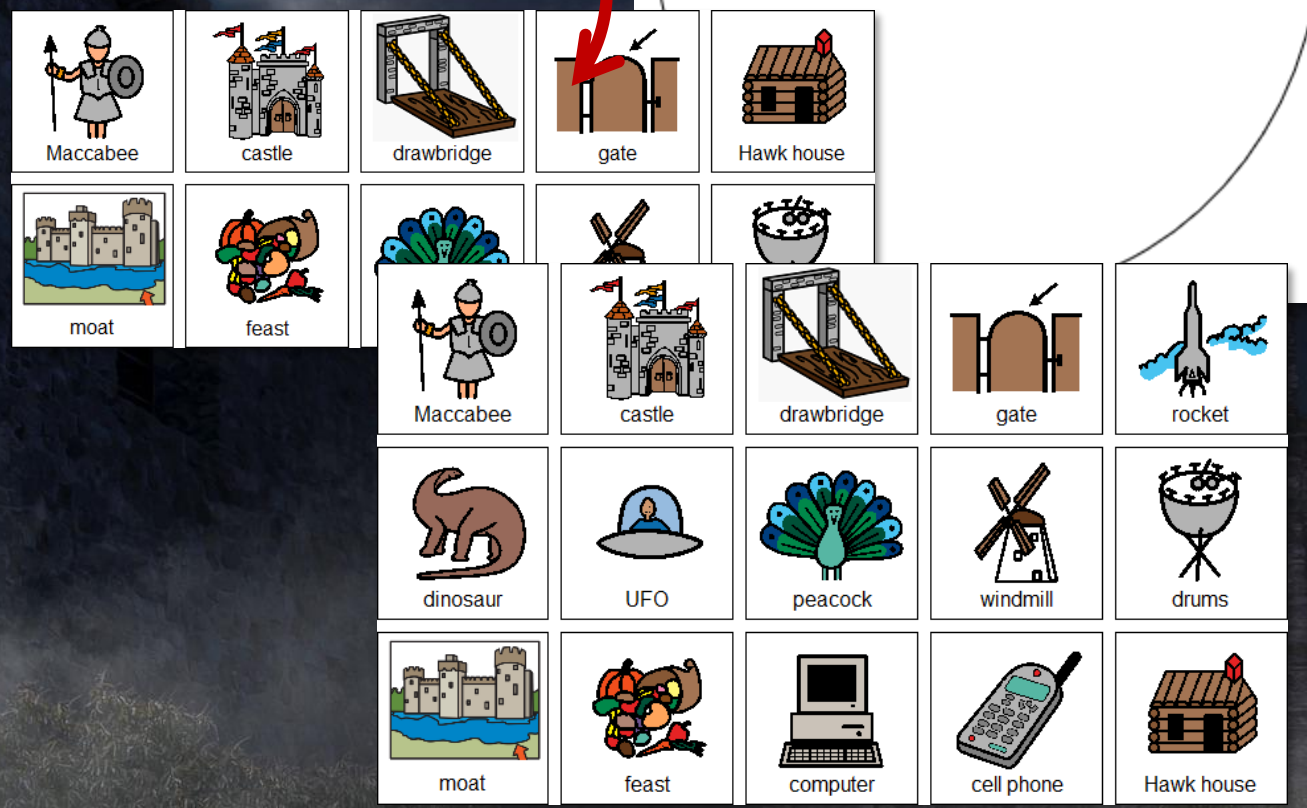 Maccabee castle drawbridge gate Hawk house
moat feast
Maccabee castle drawbridge gate rocket
dinosaur UFO peacock windmill drums
moat feast computer cell phone Hawk house